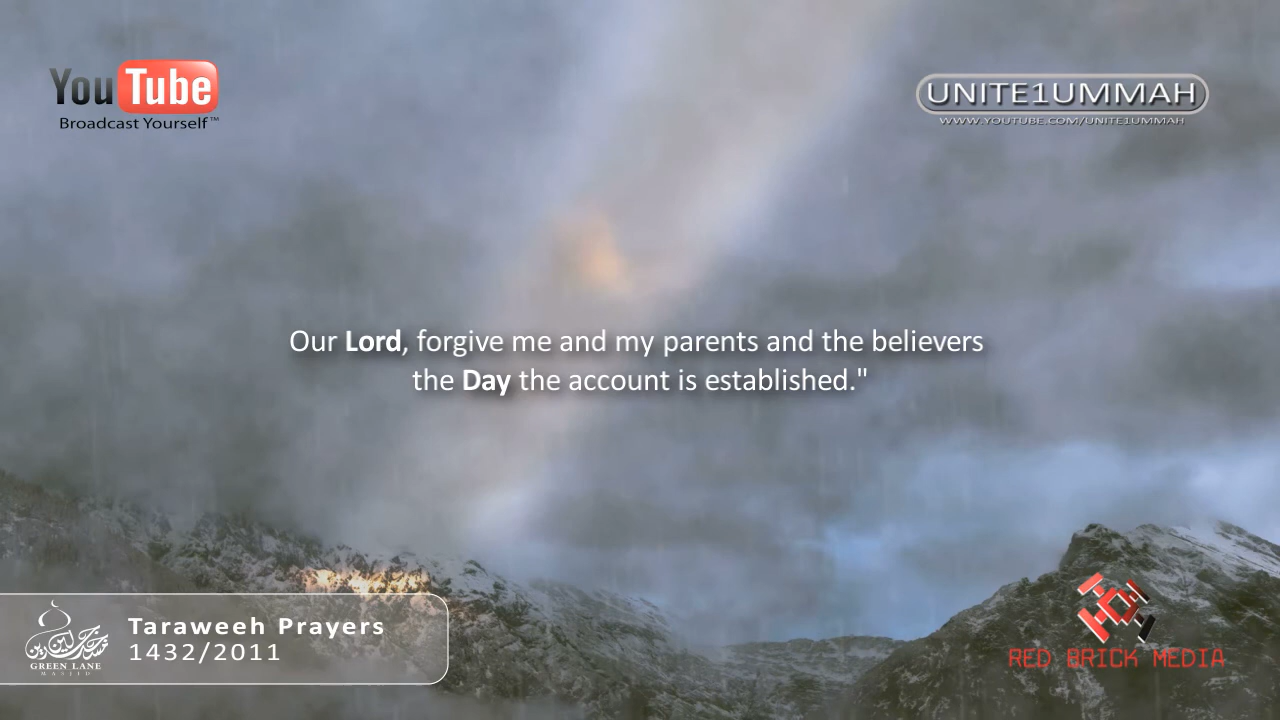 YouTube
Broadcast Yourself™
UNITE1UMMAH
WWW.YOUTUBE.COM/UNITE1UMMAH
Our Lord, forgive me and my parents and the believers
the Day the account is established."
Taraweeh Prayers
1432/2011
GREEN LANE
MASJID
RED BRICK MEDIA